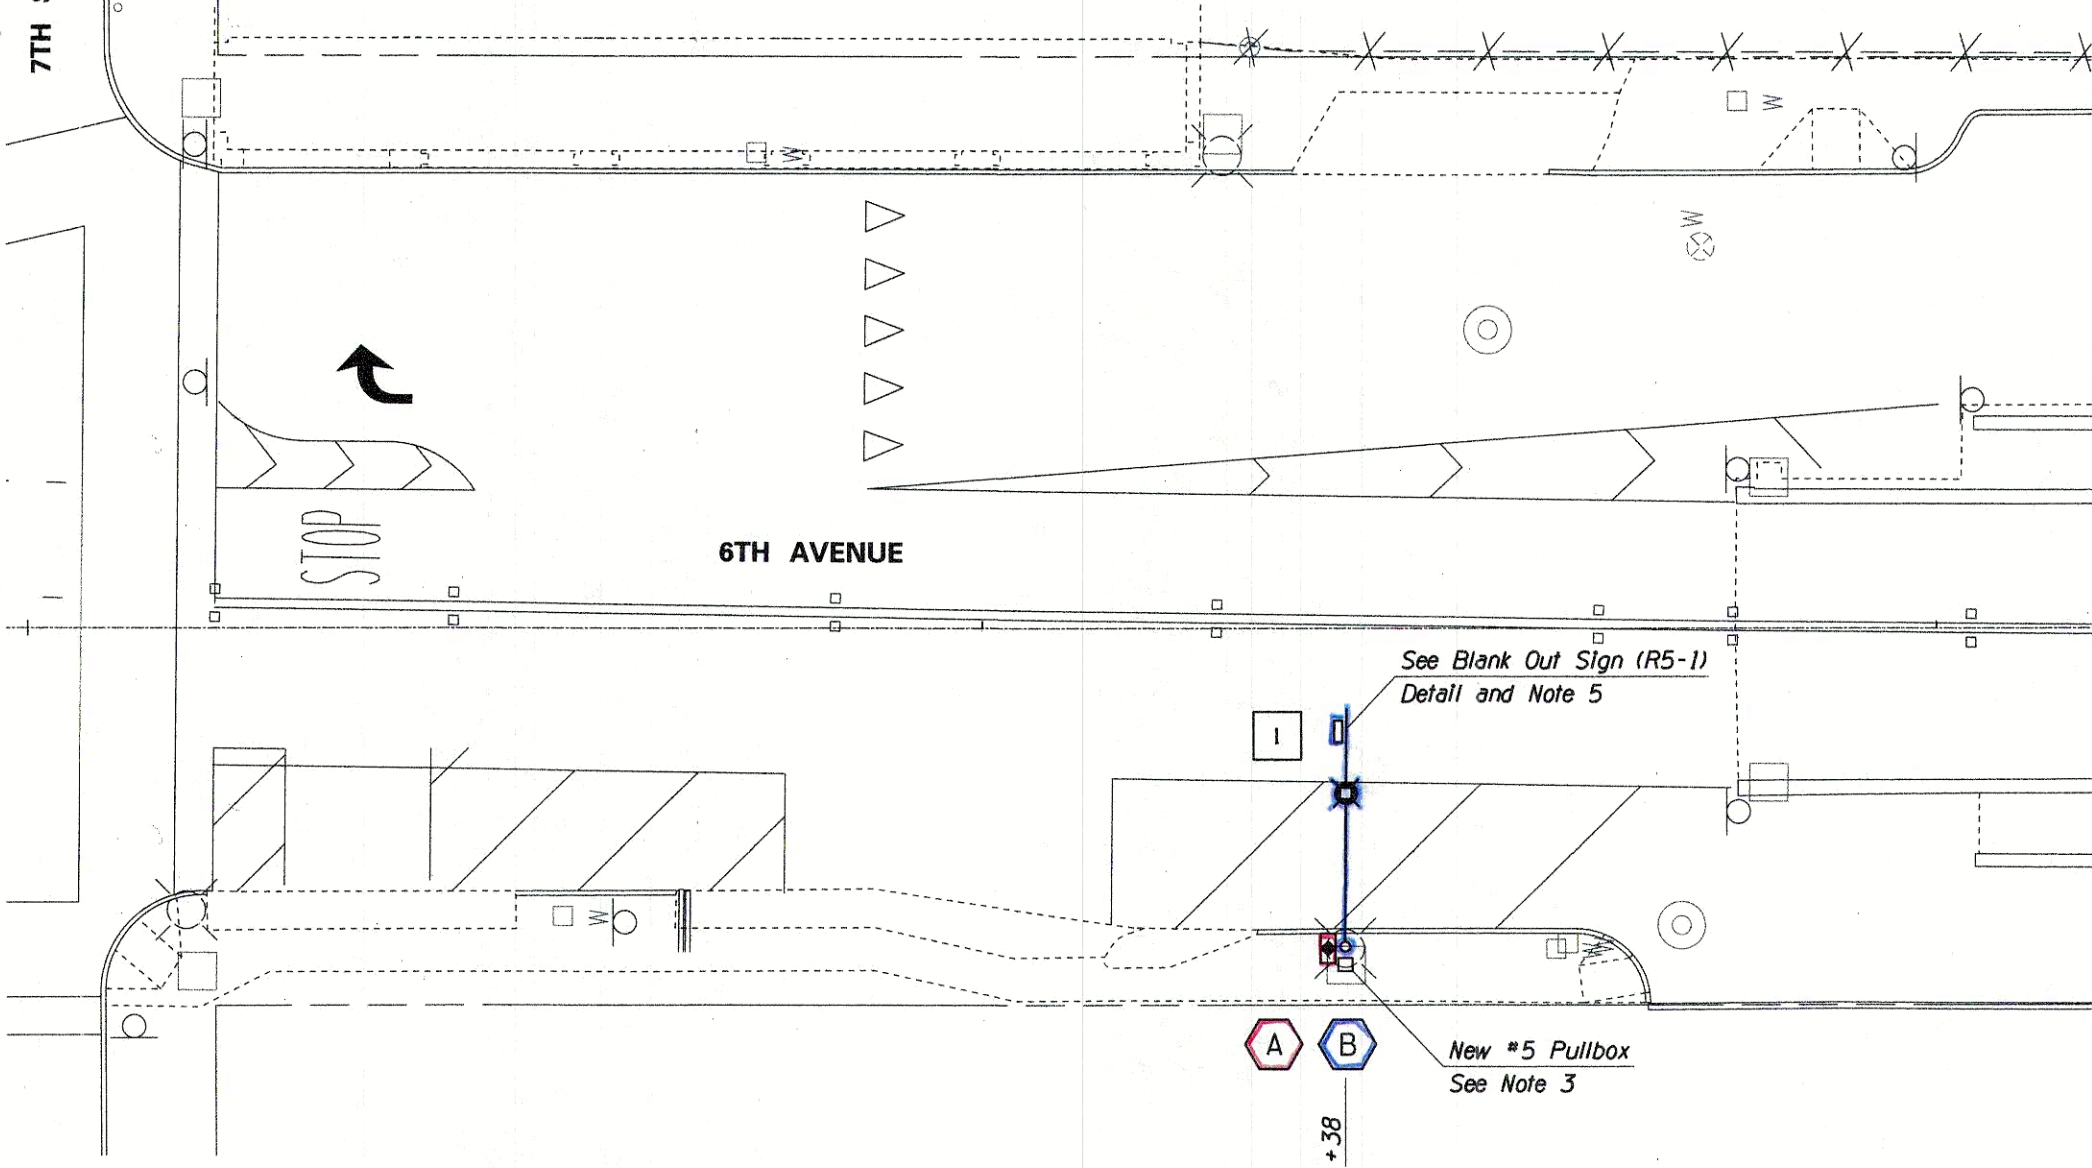 7TH
W
W
W
STOP
6TH AVENUE
See Blank Out Sign (R5-1)
Detail and Note 5
1
W
W
A
B
New #5 Pullbox
See Note 3
+38